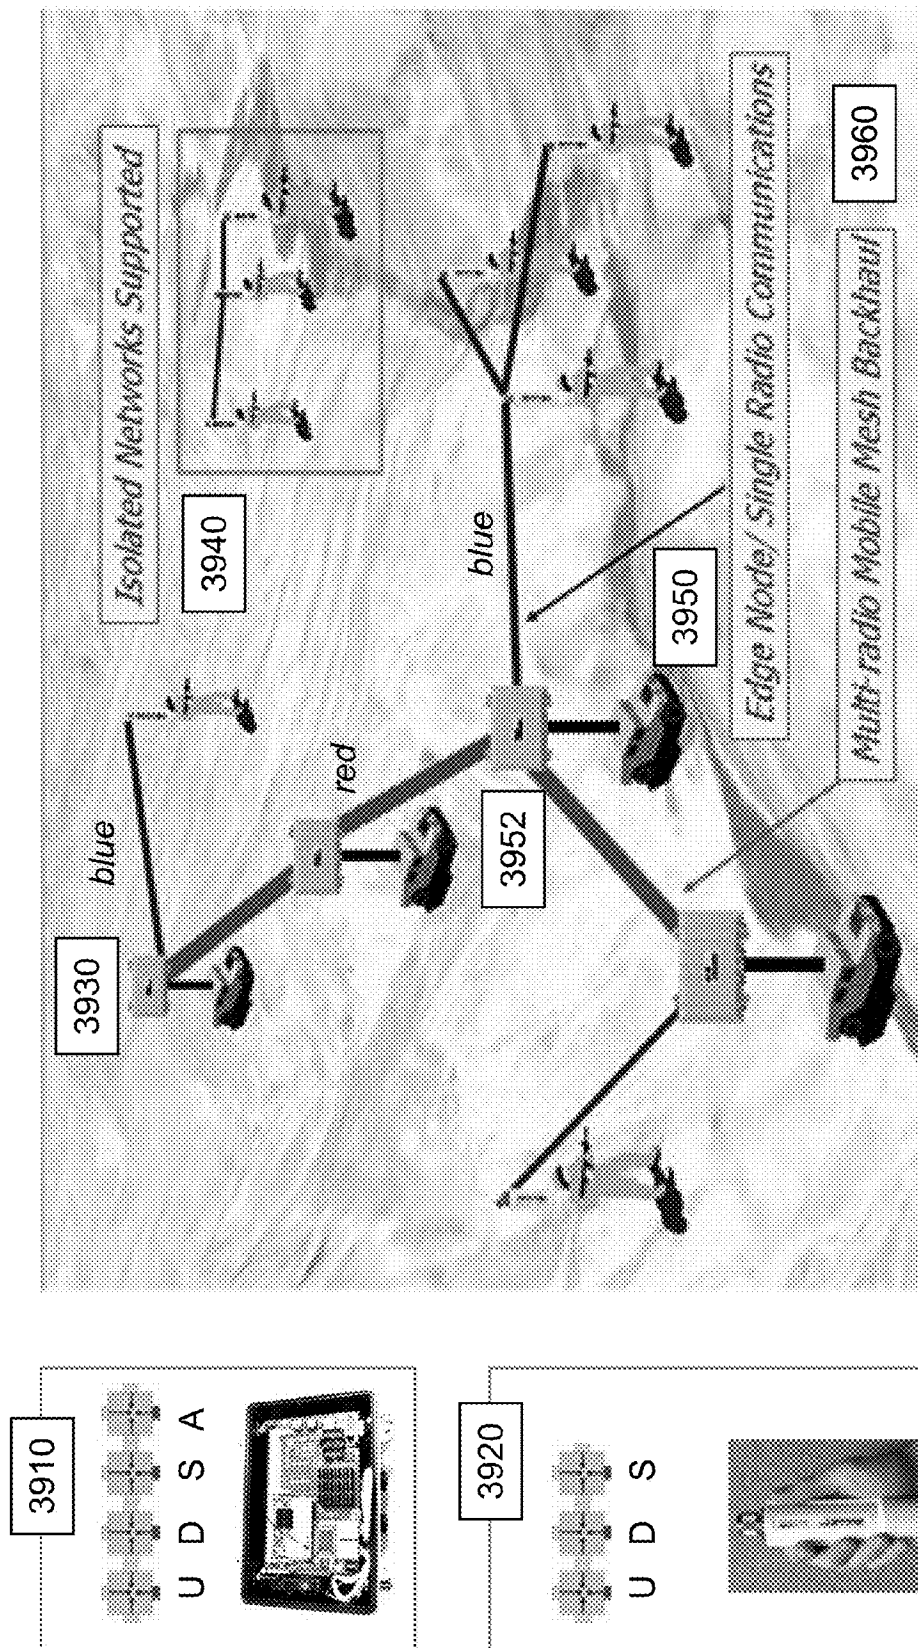 3910
U D S A
3920
U D S
3930
blue
red
Isolated Networks Supported
3940
3952
blue
3950
Edge Node/ Single Radio Communications
Multi-radio Mobile Mesh Backhaul
3960